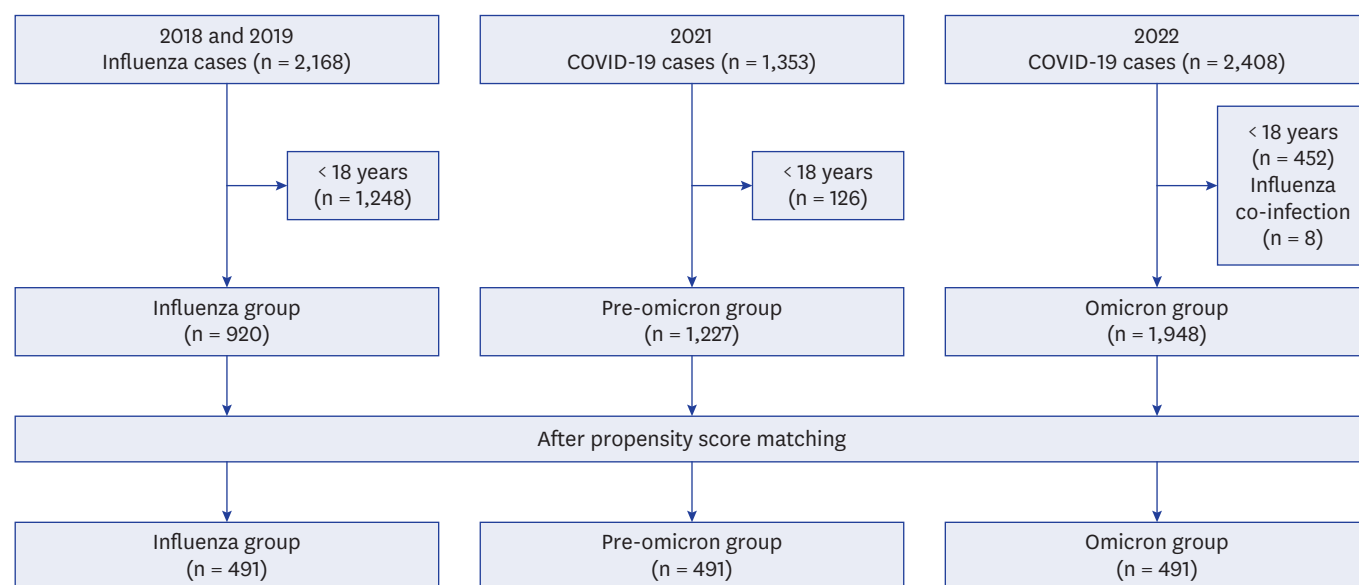 2018 and 2019
Influenza cases (n = 2,168)
2021
COVID-19 cases (n = 1,353)
2022
COVID-19 cases (n = 2,408)
< 18 years
(n = 1,248)
< 18 years
(n = 126)
< 18 years
(n = 452)
Influenza
co-infection
(n = 8)
Influenza group
(n = 920)
Pre-omicron group
(n = 1,227)
Omicron group
(n = 1,948)
After propensity score matching
Influenza group
(n = 491)
Pre-omicron group
(n = 491)
Omicron group
(n = 491)